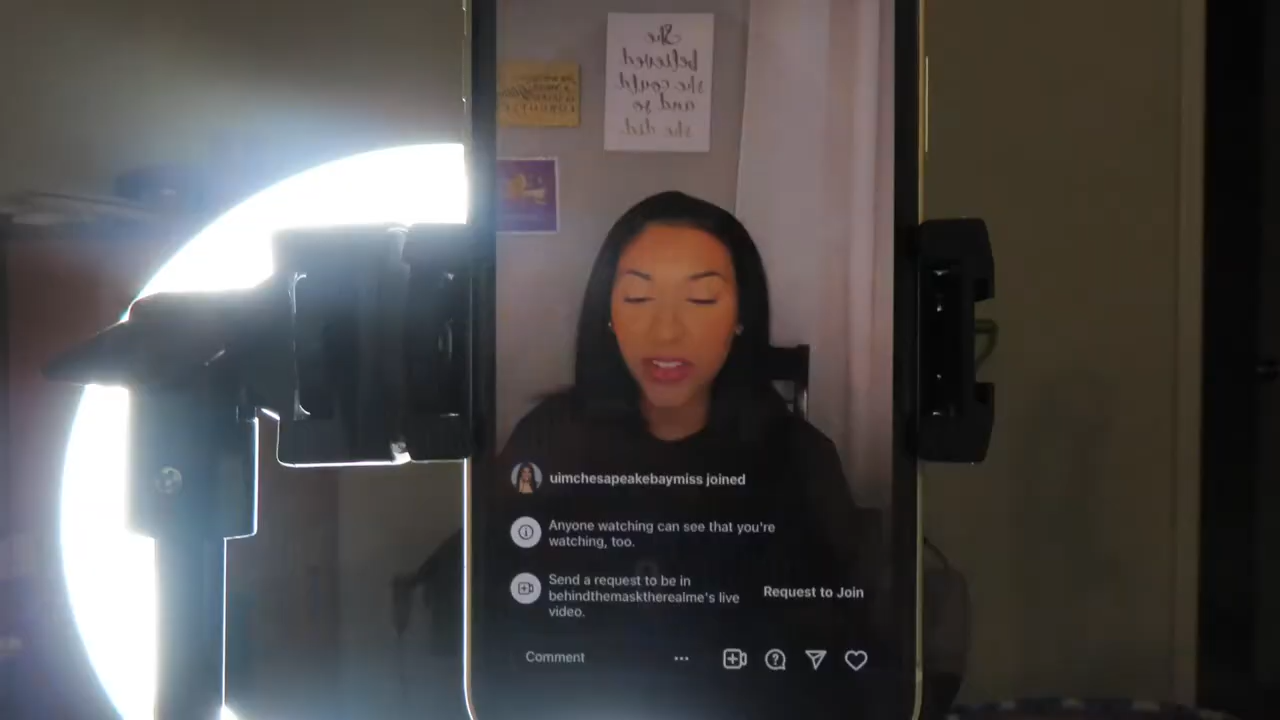 She
believed
she could
and so
she did.
uimchesapeakebaymiss joined
Anyone watching can see that you're
watching, too.
Send a request to be in
behindthemasktherealme's live
video.
Request to Join
Comment